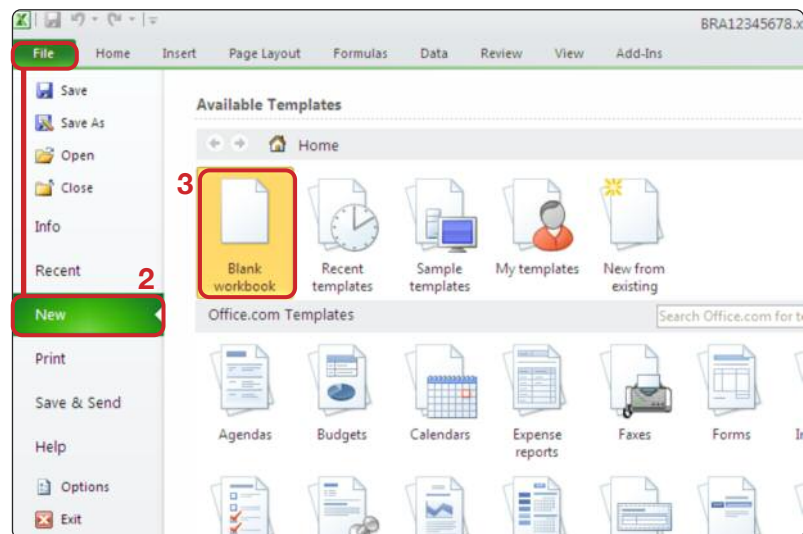 BRA12345678.x
File Home Insert Page Layout Formulas Data Review View Add-Ins
Save
Save As
Open
Close
Info
Recent
2
New
Print
Save & Send
Help
Options
Exit
Available Templates
Home
3
Blank workbook
Recent templates
Sample templates
My templates
New from existing
Office.com Templates
Search Office.com for te
Agendas
Budgets
Calendars
Expense reports
Faxes
Forms